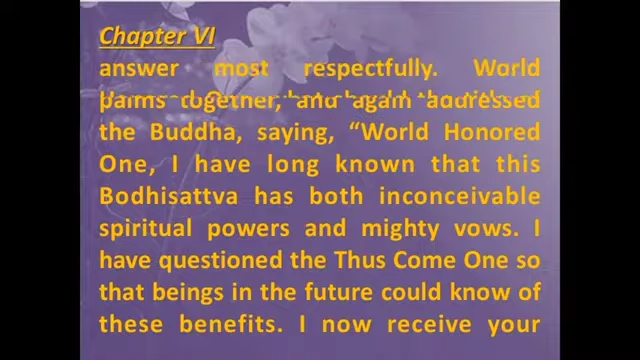 Chapter VI
answer most respectfully. World
palms together, and again addressed
the Buddha, saying, “World Honored
One, I have long known that this
Bodhisattva has both inconceivable
spiritual powers and mighty vows. I
have questioned the Thus Come One so
that beings in the future could know of
these benefits. I now receive your